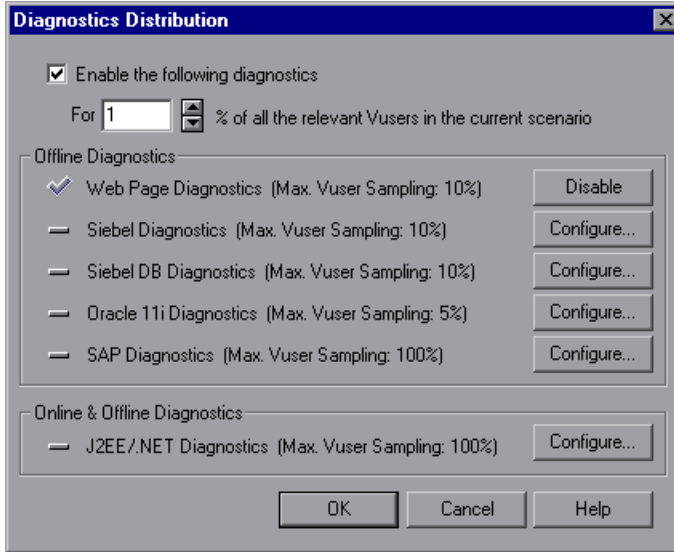 Diagnostics Distribution
Enable the following diagnostics
For 1 % of all the relevant Vusers in the current scenario
Offline Diagnostics
Web Page Diagnostics (Max. Vuser Sampling: 10%) Disable
Siebel Diagnostics (Max. Vuser Sampling: 10%) Configure...
Siebel DB Diagnostics (Max. Vuser Sampling: 10%) Configure...
Oracle 11i Diagnostics (Max. Vuser Sampling: 5%) Configure...
SAP Diagnostics (Max. Vuser Sampling: 100%) Configure...
Online & Offline Diagnostics
J2EE/.NET Diagnostics (Max. Vuser Sampling: 100%) Configure...
OK Cancel Help